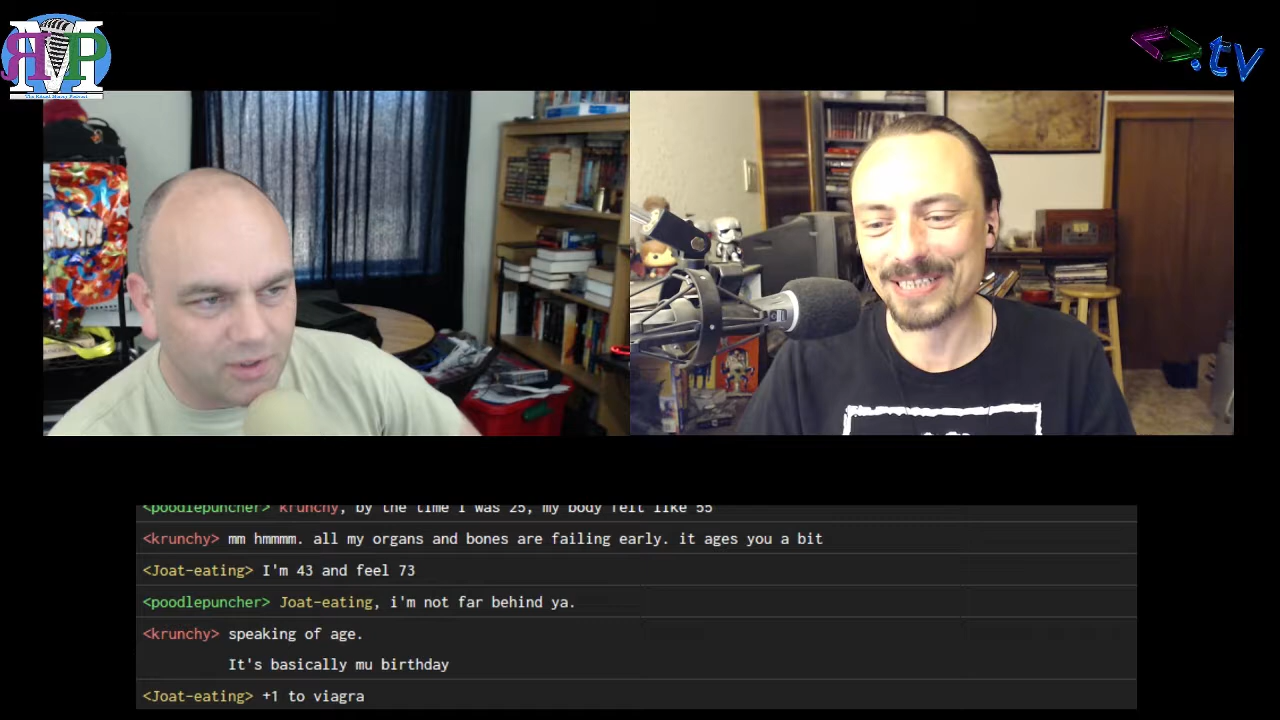 RMP
.tv
<poodlepuncher> krunchy, by the time I was 25, my body felt like 55
<krunchy> mm hmmmm. all my organs and bones are failing early. it ages you a bit
<Joat-eating> I'm 43 and feel 73
<poodlepuncher> Joat-eating, i'm not far behind ya.
<krunchy> speaking of age.
It's basically mu birthday
<Joat-eating> +1 to viagra